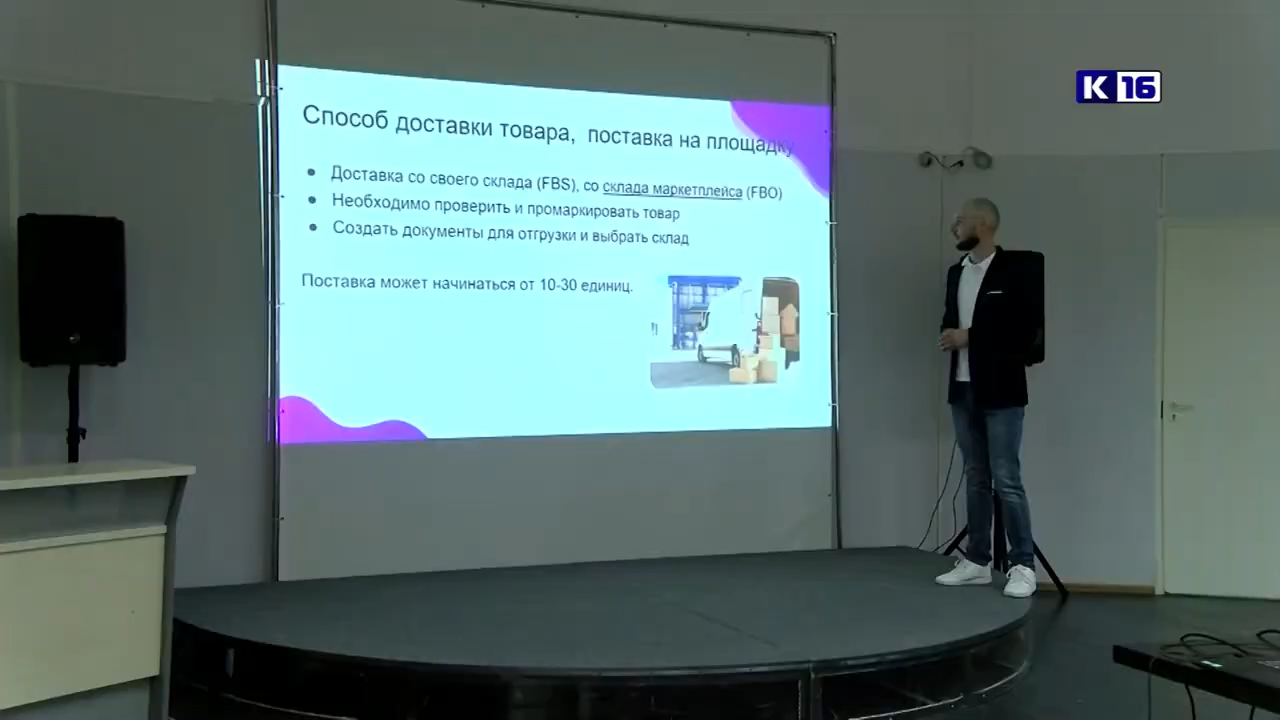 K 16
Способ доставки товара, поставка на площадку
Доставка со своего склада (FBS), со склада маркетплейса (FBO)
Необходимо проверить и промаркировать товар
Создать документы для отгрузки и выбрать склад
Поставка может начинаться от 10-30 единиц.